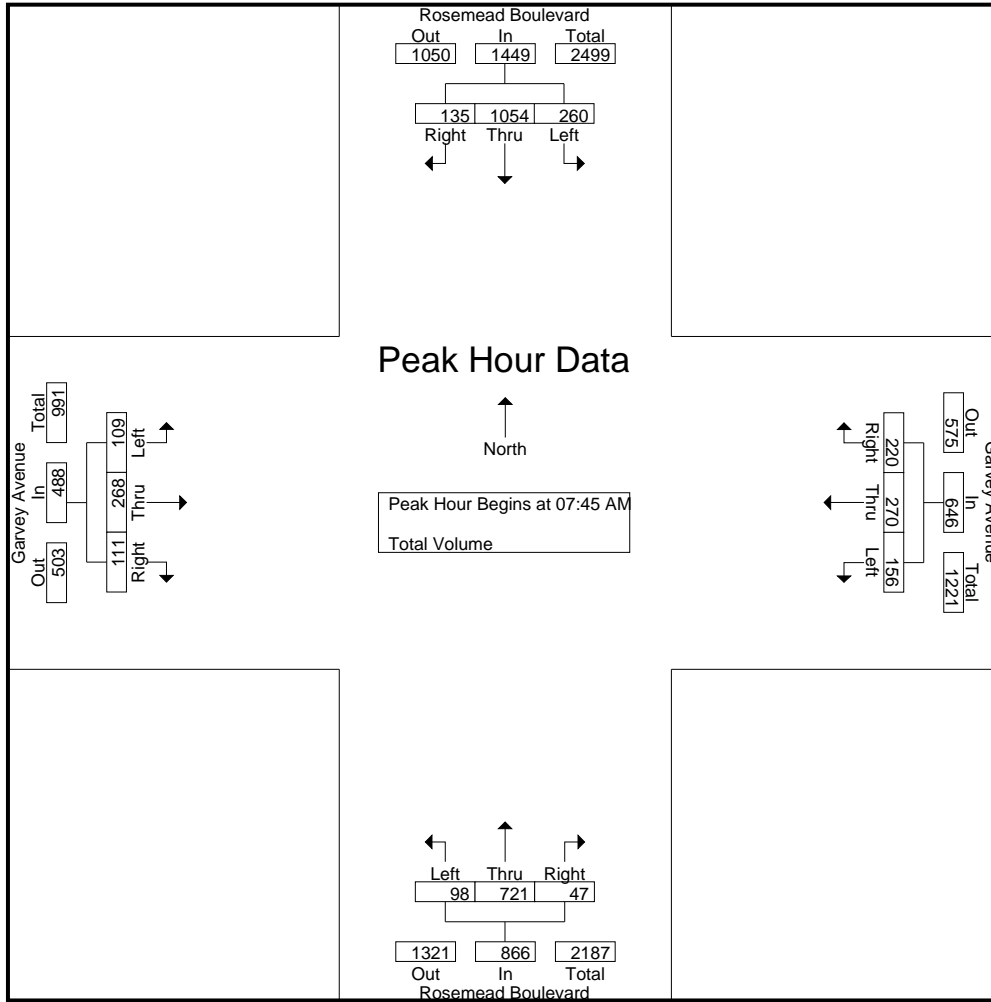 Rosemead Boulevard
Out In Total
1050 1449 2499
135 1054 260
Right Thru Left
Peak Hour Data
North
Peak Hour Begins at 07:45 AM
Total Volume
Garvey Avenue
Out In Total
503 488 991
Left Thru Right
109 268 111
Garvey Avenue
Out In Total
575 646 1221
Right Thru Left
220 270 156
Left Thru Right
98 721 47
1321 866 2187
Out In Total
Rosemead Boulevard